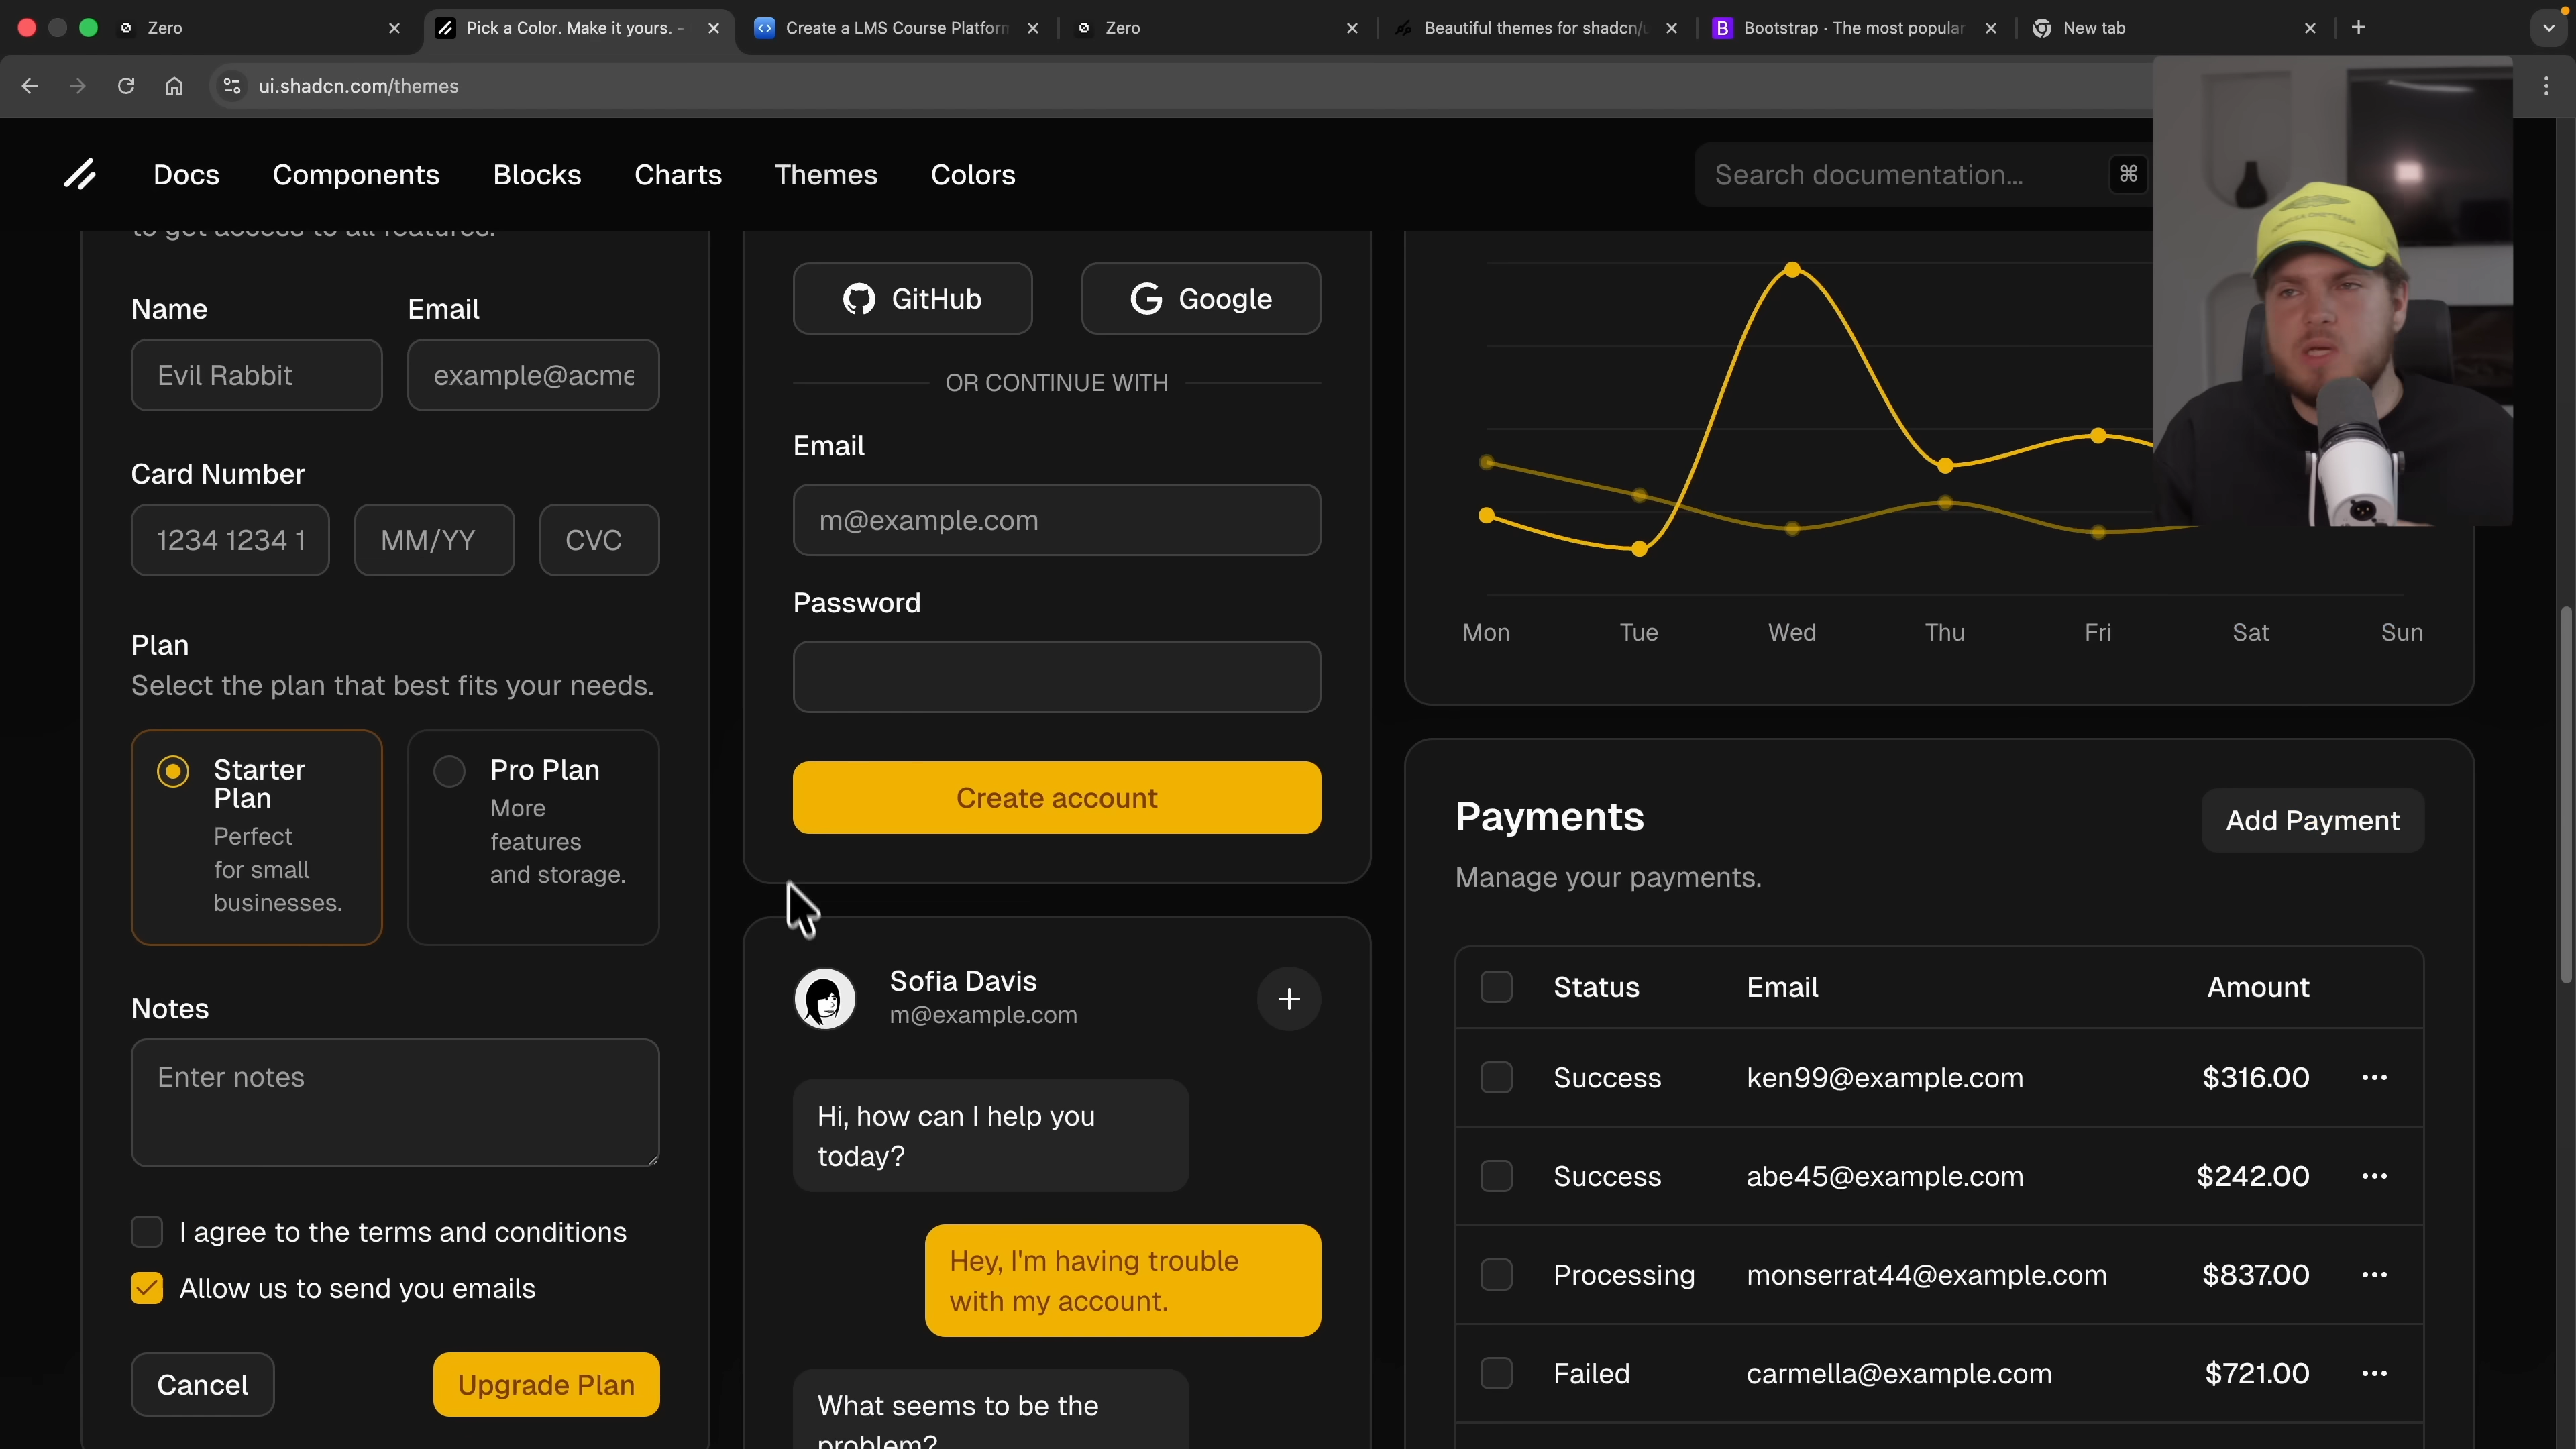 Zero
Pick a Color. Make it yours. -
Create a LMS Course Platform
Zero
Beautiful themes for shadcn/u
Bootstrap · The most popular
New tab
ui.shadcn.com/themes
Docs
Components
Blocks
Charts
Themes
Colors
Search documentation...
⌘
to get access to all features.
Name
Email
Evil Rabbit
example@acme
Card Number
1234 1234 1
MM/YY
CVC
Plan
Select the plan that best fits your needs.
Starter
Plan
Perfect
for small
businesses.
Pro Plan
More
features
and storage.
Notes
Enter notes
I agree to the terms and conditions
Allow us to send you emails
Cancel
Upgrade Plan
GitHub
Google
OR CONTINUE WITH
Email
m@example.com
Password
Create account
Sofia Davis
m@example.com
Hi, how can I help you
today?
Hey, I'm having trouble
with my account.
What seems to be the
problem?
Mon
Tue
Wed
Thu
Fri
Sat
Sun
Payments
Add Payment
Manage your payments.
Status
Email
Amount
Success
ken99@example.com
$316.00
Success
abe45@example.com
$242.00
Processing
monserrat44@example.com
$837.00
Failed
carmella@example.com
$721.00